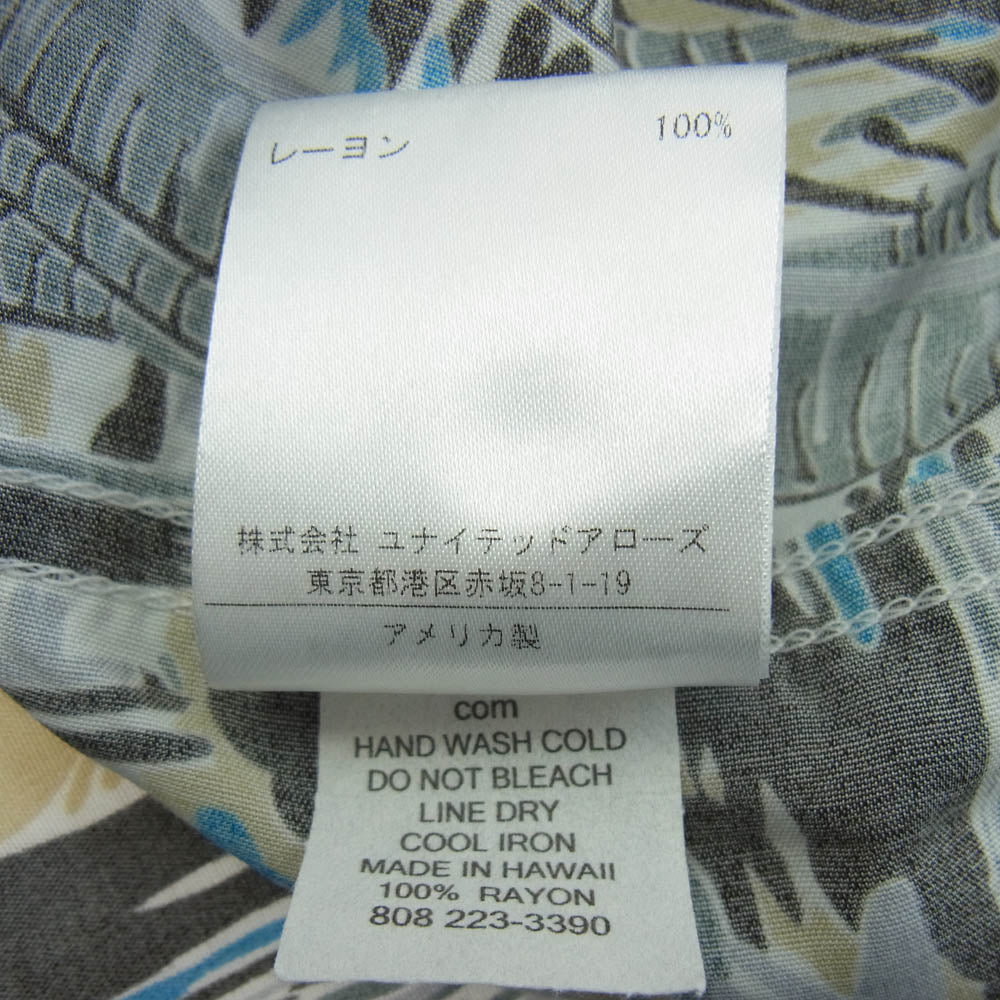 レーヨン 100%
株式会社 ユナイテッドアローズ
東京都港区赤坂8-1-19
アメリカ製
com
HAND WASH COLD
DO NOT BLEACH
LINE DRY
COOL IRON
MADE IN HAWAII
100% RAYON
808 223-3390